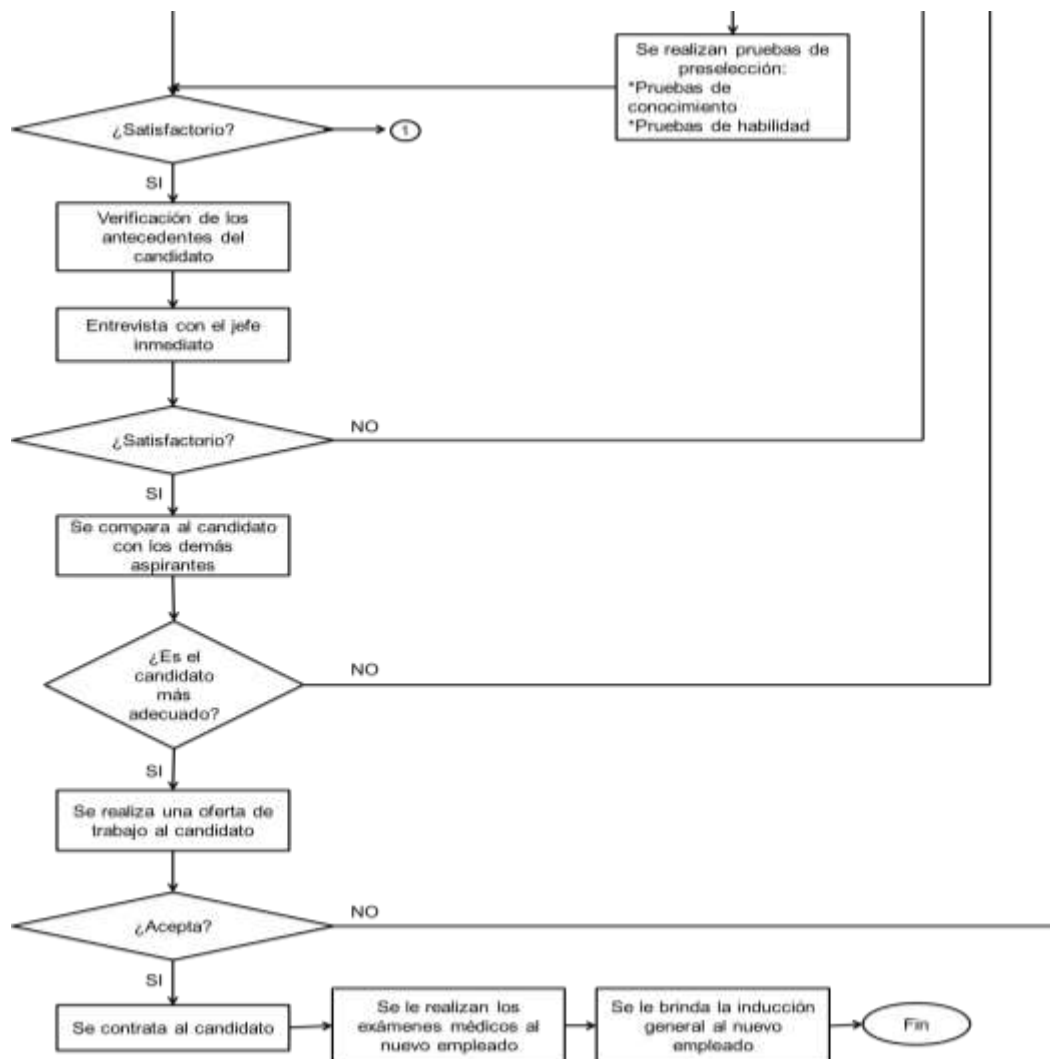 Se realizan pruebas de
preselección:
*Pruebas de
conocimiento
*Pruebas de habilidad
¿Satisfactorio?
1
SI
Verificación de los
antecedentes del
candidato
Entrevista con el jefe
inmediato
¿Satisfactorio?
NO
SI
Se compara al candidato
con los demás
aspirantes
¿Es el
candidato
más
adecuado?
NO
SI
Se realiza una oferta de
trabajo al candidato
¿Acepta?
NO
SI
Se contrata al candidato
Se le realizan los
exámenes médicos al
nuevo empleado
Se le brinda la inducción
general al nuevo
empleado
Fin